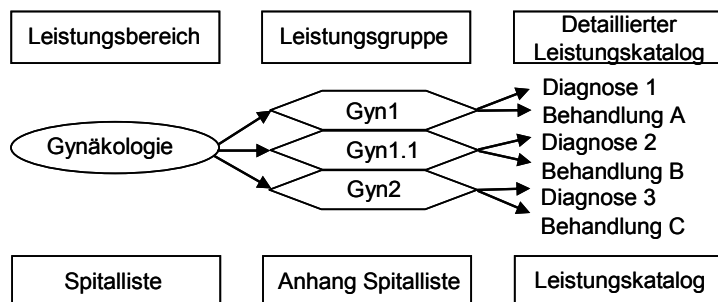 Leistungsbereich
Leistungsgruppe
Detaillierter
Leistungskatalog
Gynäkologie
Gyn1
Gyn1.1
Gyn2
Diagnose 1
Behandlung A
Diagnose 2
Behandlung B
Diagnose 3
Behandlung C
Spitalliste
Anhang Spitalliste
Leistungskatalog